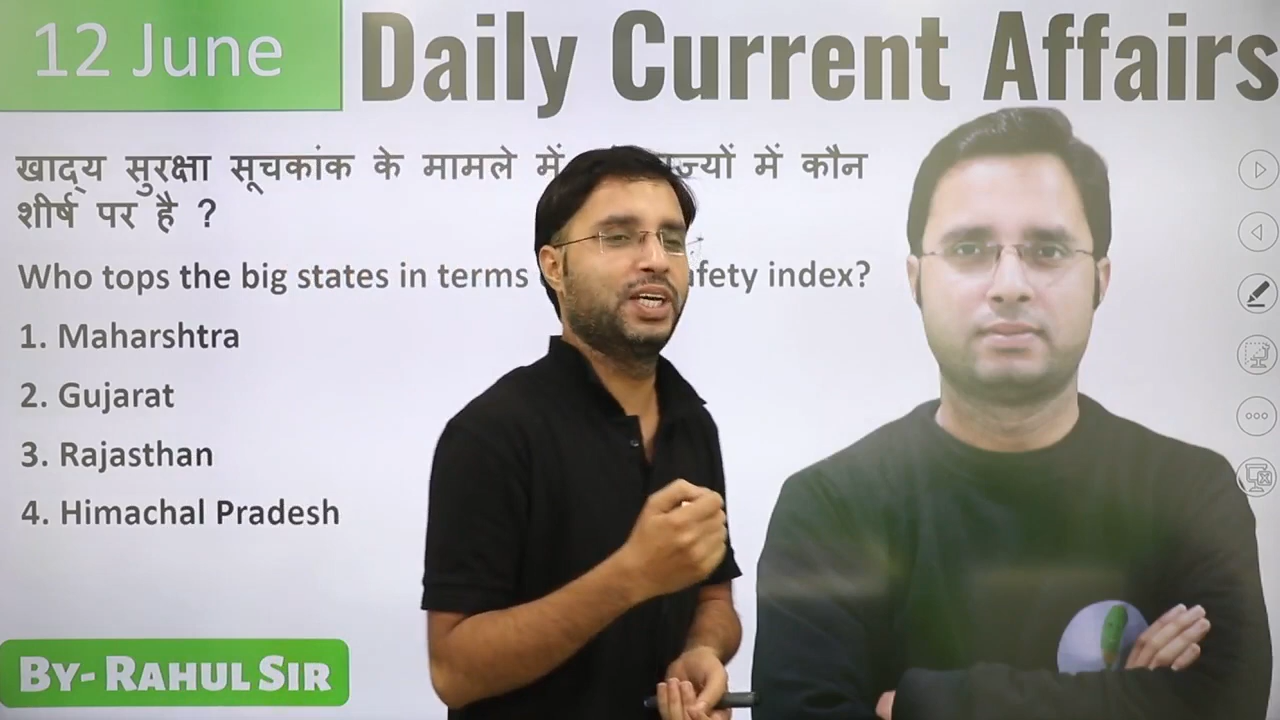 12 June
Daily Current Affairs
खाद्य सुरक्षा सूचकांक के मामले में में कौन
शीर्ष पर है ?
Who tops the big states in terms index?
1. Maharshtra
2. Gujarat
3. Rajasthan
4. Himachal Pradesh
BY- RAHUL SIR